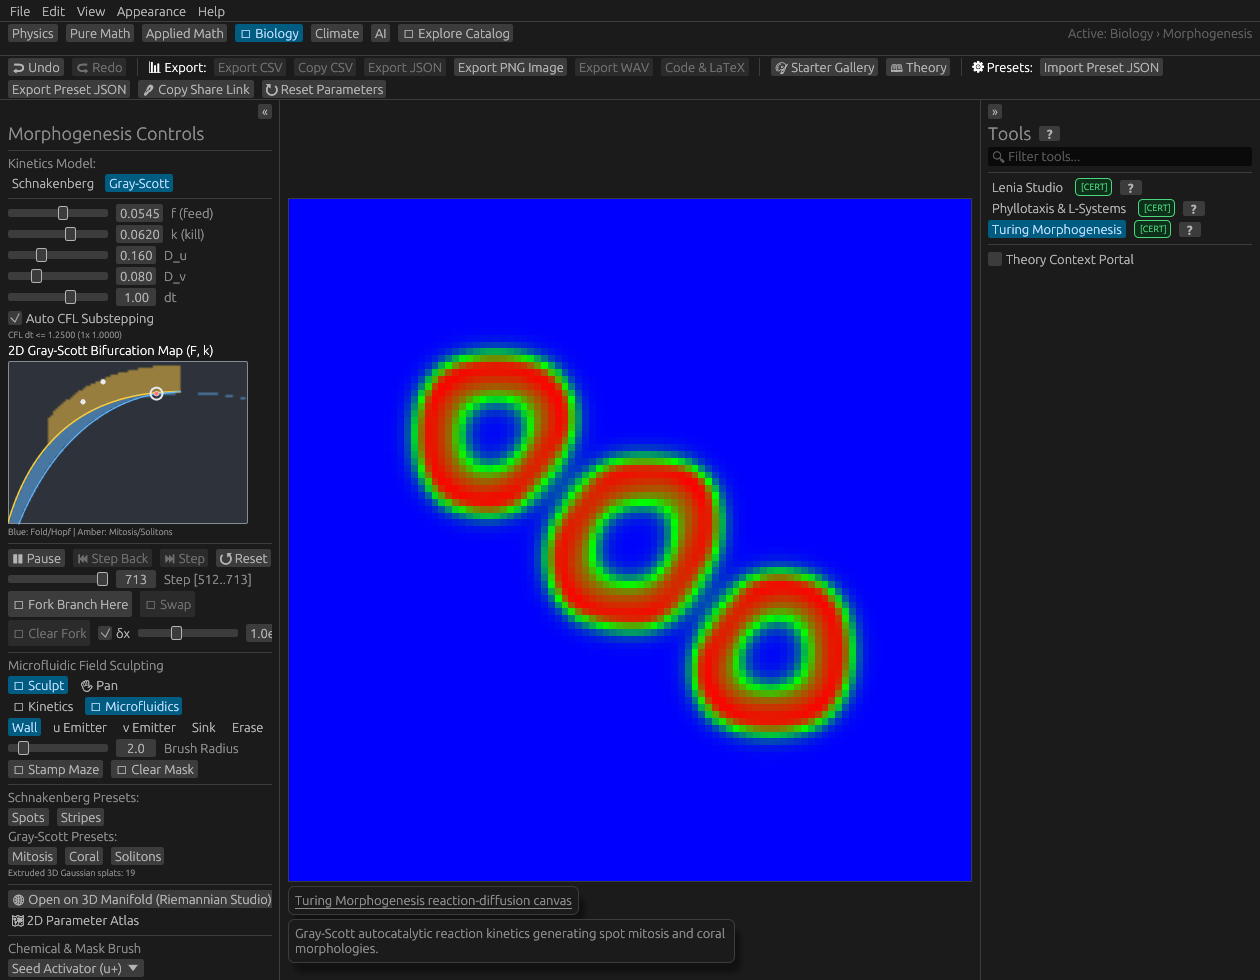 File Edit View Appearance Help
Physics Pure Math Applied Math Biology Climate AI Explore Catalog Active: Biology › Morphogenesis
Undo Redo Export: Export CSV Copy CSV Export JSON Export PNG Image Export WAV Code & LaTeX Starter Gallery Theory Presets: Import Preset JSON
Export Preset JSON Copy Share Link Reset Parameters
«
Morphogenesis Controls
Kinetics Model:
Schnakenberg Gray-Scott
0.0545 f (feed)
0.0620 k (kill)
0.160 D_u
0.080 D_v
1.00 dt
Auto CFL Substepping
CFL dt <= 1.2500 (1x 1.0000)
2D Gray-Scott Bifurcation Map (F, k)
Blue: Fold/Hopf | Amber: Mitosis/Solitons
Pause Step Back Step Reset
713 Step [512..713]
Fork Branch Here Swap
Clear Fork δx 1.0e
Microfluidic Field Sculpting
Sculpt Pan
Kinetics Microfluidics
Wall u Emitter v Emitter Sink Erase
2.0 Brush Radius
Stamp Maze Clear Mask
Schnakenberg Presets:
Spots Stripes
Gray-Scott Presets:
Mitosis Coral Solitons
Extruded 3D Gaussian splats: 19
Open on 3D Manifold (Riemannian Studio)
2D Parameter Atlas
Chemical & Mask Brush
Seed Activator (u+)
Turing Morphogenesis reaction-diffusion canvas
Gray-Scott autocatalytic reaction kinetics generating spot mitosis and coral
morphologies.
»
Tools ?
Filter tools...
Lenia Studio [CERT] ?
Phyllotaxis & L-Systems [CERT] ?
Turing Morphogenesis [CERT] ?
Theory Context Portal